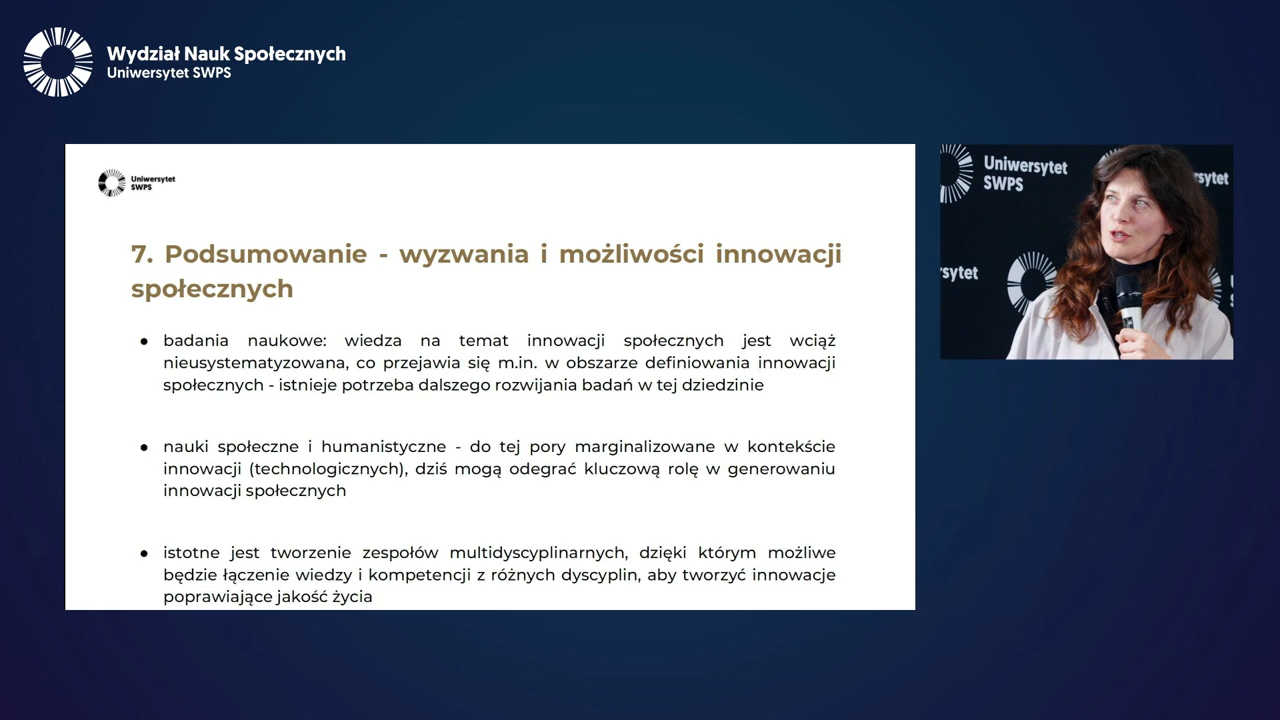 Wydział Nauk Społecznych
Uniwersytet SWPS
Uniwersytet
SWPS
7. Podsumowanie - wyzwania i możliwości innowacji
społecznych
● badania naukowe: wiedza na temat innowacji społecznych jest wciąż
nieusystematyzowana, co przejawia się m.in. w obszarze definiowania innowacji
społecznych - istnieje potrzeba dalszego rozwijania badań w tej dziedzinie
● nauki społeczne i humanistyczne - do tej pory marginalizowane w kontekście
innowacji (technologicznych), dziś mogą odegrać kluczową rolę w generowaniu
innowacji społecznych
● istotne jest tworzenie zespołów multidyscyplinarnych, dzięki którym możliwe
będzie łączenie wiedzy i kompetencji z różnych dyscyplin, aby tworzyć innowacje
poprawiające jakość życia
Uniwersytet
SWPS
rsytet
rsytet